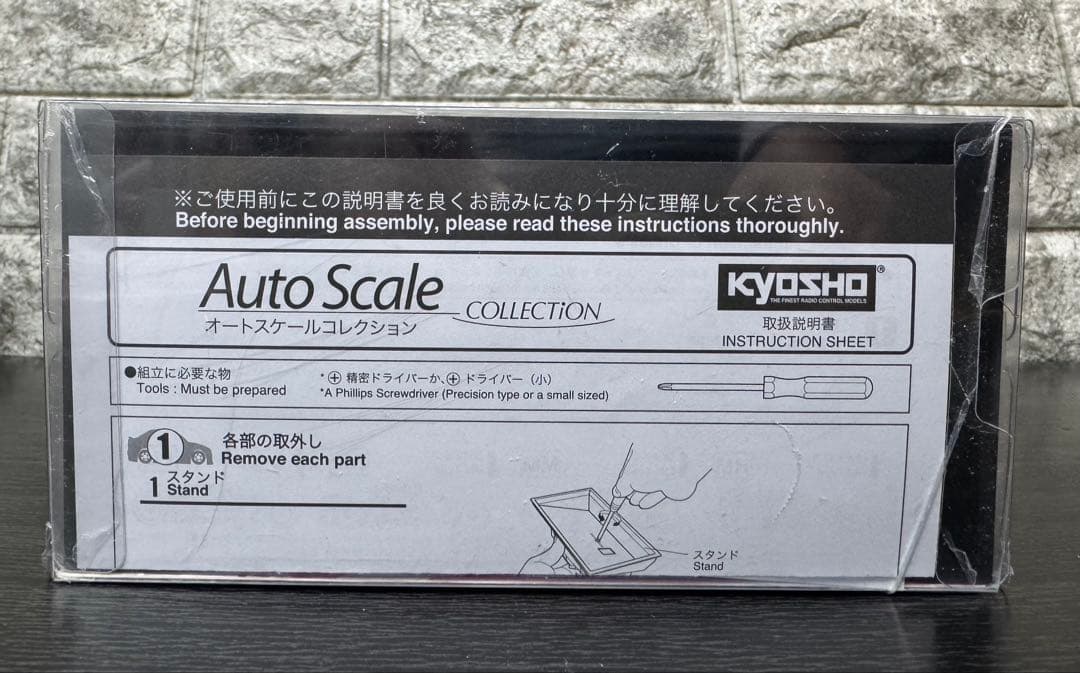 ※ご使用前にこの説明書を良くお読みになり十分に理解してください。
Before beginning assembly, please read these instructions thoroughly.
Auto Scale COLLECTiON
オートスケールコレクション
KYOSHO®
THE FINEST RADIO CONTROL MODELS
取扱説明書
INSTRUCTION SHEET
●組立に必要な物
Tools : Must be prepared
*⊕ 精密ドライバーか、⊕ ドライバー（小）
*A Phillips Screwdriver (Precision type or a small sized)
1 各部の取外し
Remove each part
1 スタンド
Stand
スタンド
Stand